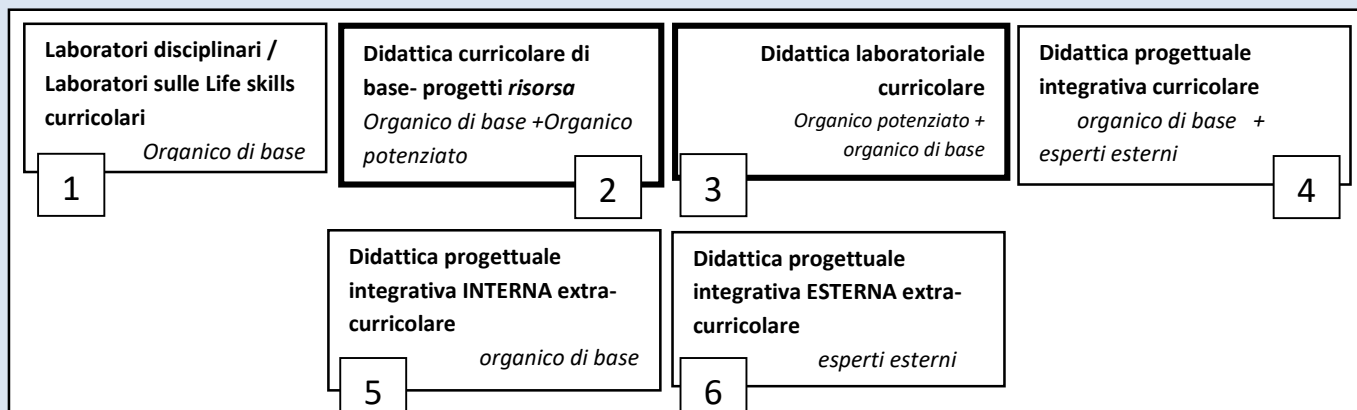 Laboratori disciplinari /
Laboratori sulle Life skills
curricolari
Organico di base
1
Didattica curricolare di
base- progetti risorsa
Organico di base +Organico
potenziato
2
Didattica laboratoriale
curricolare
Organico potenziato +
organico di base
3
Didattica progettuale
integrativa curricolare
organico di base +
esperti esterni
4
Didattica progettuale
integrativa INTERNA extra-
curricolare
organico di base
5
Didattica progettuale
integrativa ESTERNA extra-
curricolare
esperti esterni
6